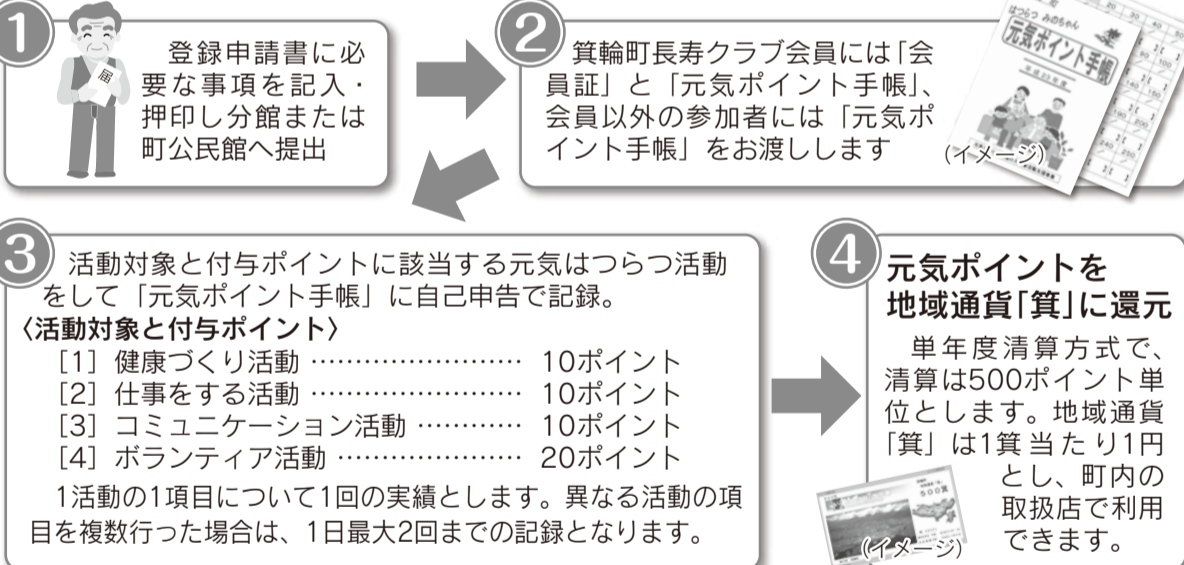 1
登録申請書に必
要な事項を記入・
押印し分館または
町公民館へ提出
届
2
箕輪町長寿クラブ会員には「会
員証」と「元気ポイント手帳」、
会員以外の参加者には「元気ポ
イント手帳」をお渡しします
はつらつ みのちゃん
元気ポイント手帳
(イメージ)
3
活動対象と付与ポイントに該当する元気はつらつ活動
をして「元気ポイント手帳」に自己申告で記録。
〈活動対象と付与ポイント〉
[1] 健康づくり活動 …………………… 10ポイント
[2] 仕事をする活動 …………………… 10ポイント
[3] コミュニケーション活動 ………… 10ポイント
[4] ボランティア活動 ………………… 20ポイント
1活動の1項目について1回の実績とします。異なる活動の項
目を複数行った場合は、1日最大2回までの記録となります。
4
元気ポイントを
地域通貨「箕」に還元
単年度清算方式で、
清算は500ポイント単
位とします。地域通貨
「箕」は1箕当たり1円
とし、町内の
取扱店で利用
できます。
500箕
(イメージ)